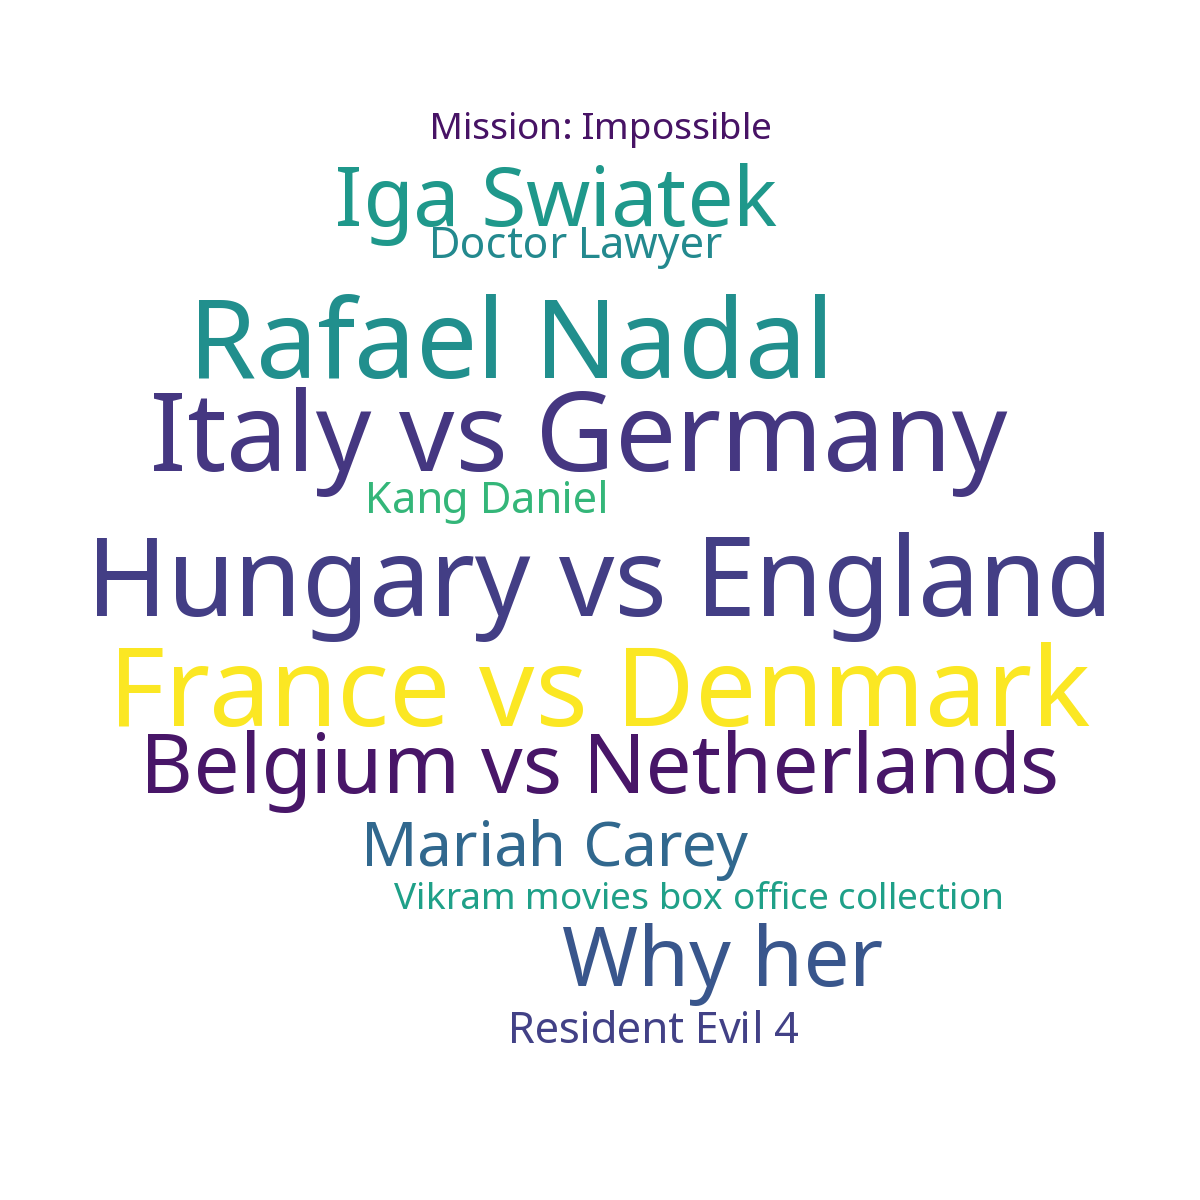 Mission: Impossible
Iga Swiatek
Doctor Lawyer
Rafael Nadal
Italy vs Germany
Kang Daniel
Hungary vs England
France vs Denmark
Belgium vs Netherlands
Mariah Carey
Vikram movies box office collection
Why her
Resident Evil 4